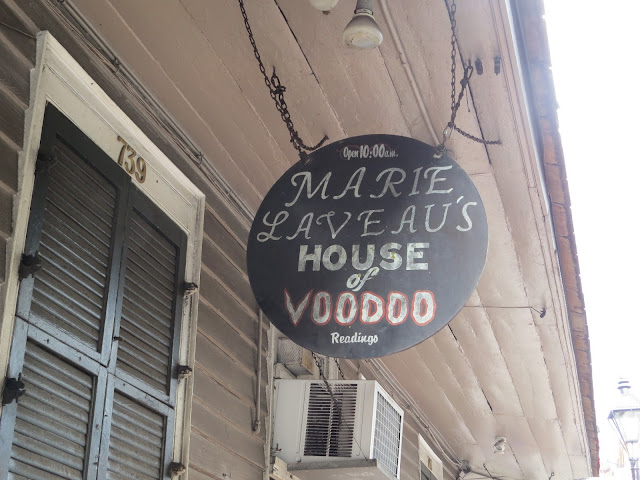 739
Open 10:00 a.m.
MARIE
LAVEAU'S
HOUSE
of
VOODOO
Readings